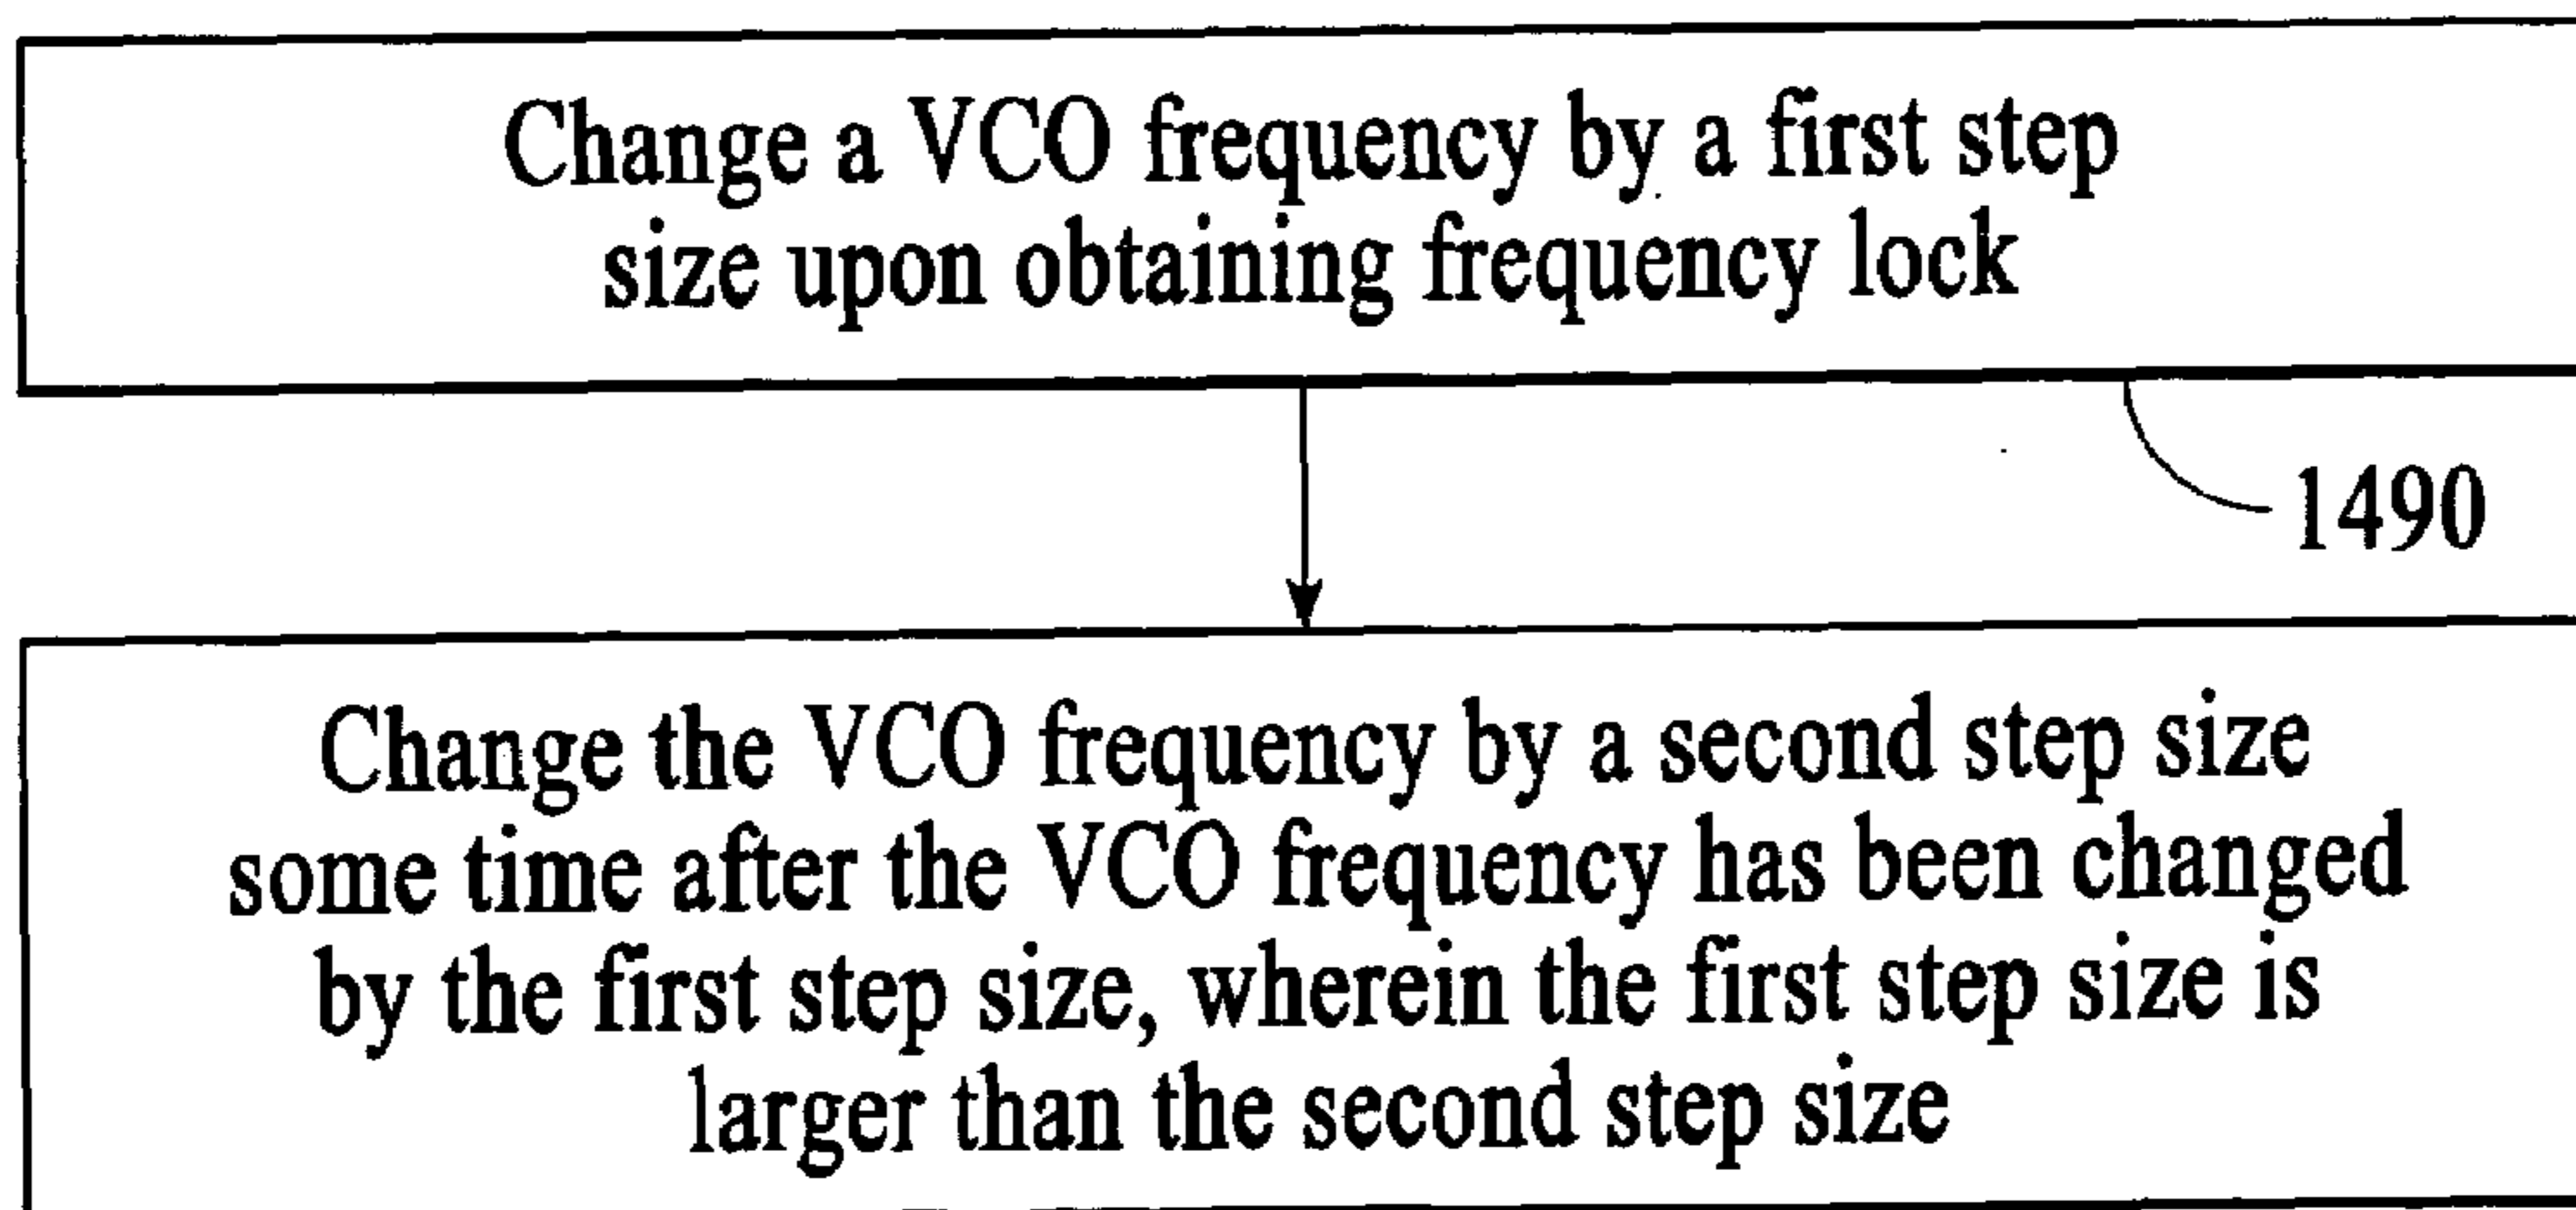 Change a VCO frequency by a first step
size upon obtaining frequency lock
1490
Change the VCO frequency by a second step size
some time after the VCO frequency has been changed
by the first step size, wherein the first step size is
larger than the second step size